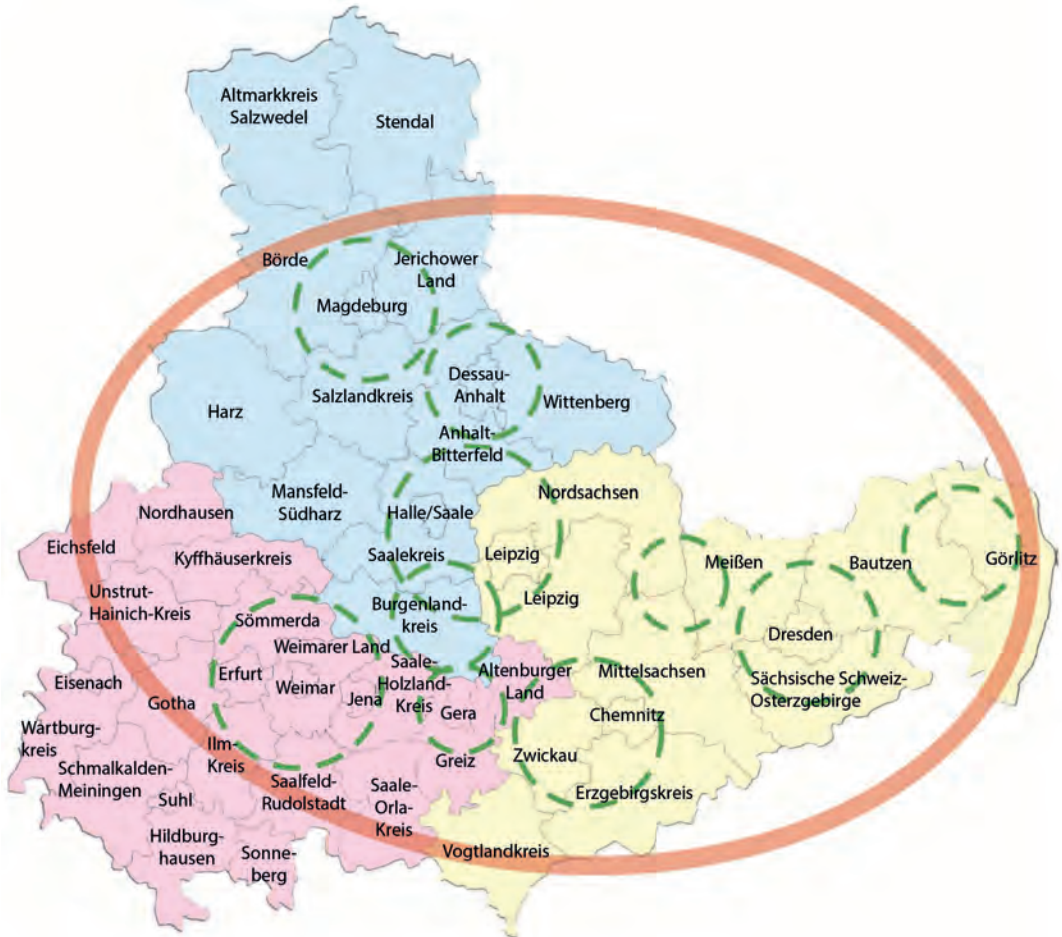 Altmarkkreis
Salzwedel
Stendal
Börde
Jerichower
Land
Magdeburg
Dessau-
Anhalt
Harz
Salzlandkreis
Wittenberg
Anhalt-
Bitterfeld
Mansfeld-
Südharz
Halle/Saale
Nordsachsen
Nordhausen
Eichsfeld
Kyffhäuserkreis
Saalekreis
Leipzig
Meißen
Bautzen
Görlitz
Unstrut-
Hainich-Kreis
Sömmerda
Burgenland-
kreis
Leipzig
Dresden
Weimarer Land
Eisenach
Erfurt
Weimar
Jena
Saale-
Holzland-
Kreis
Altenburger
Land
Mittelsachsen
Sächsische Schweiz-
Osterzgebirge
Gotha
Gera
Chemnitz
Wartburg-
kreis
Ilm-
Kreis
Greiz
Zwickau
Schmalkalden-
Meiningen
Suhl
Saalfeld-
Rudolstadt
Saale-
Orla-
Kreis
Erzgebirgskreis
Hildburg-
hausen
Sonne-
berg
Vogtlandkreis